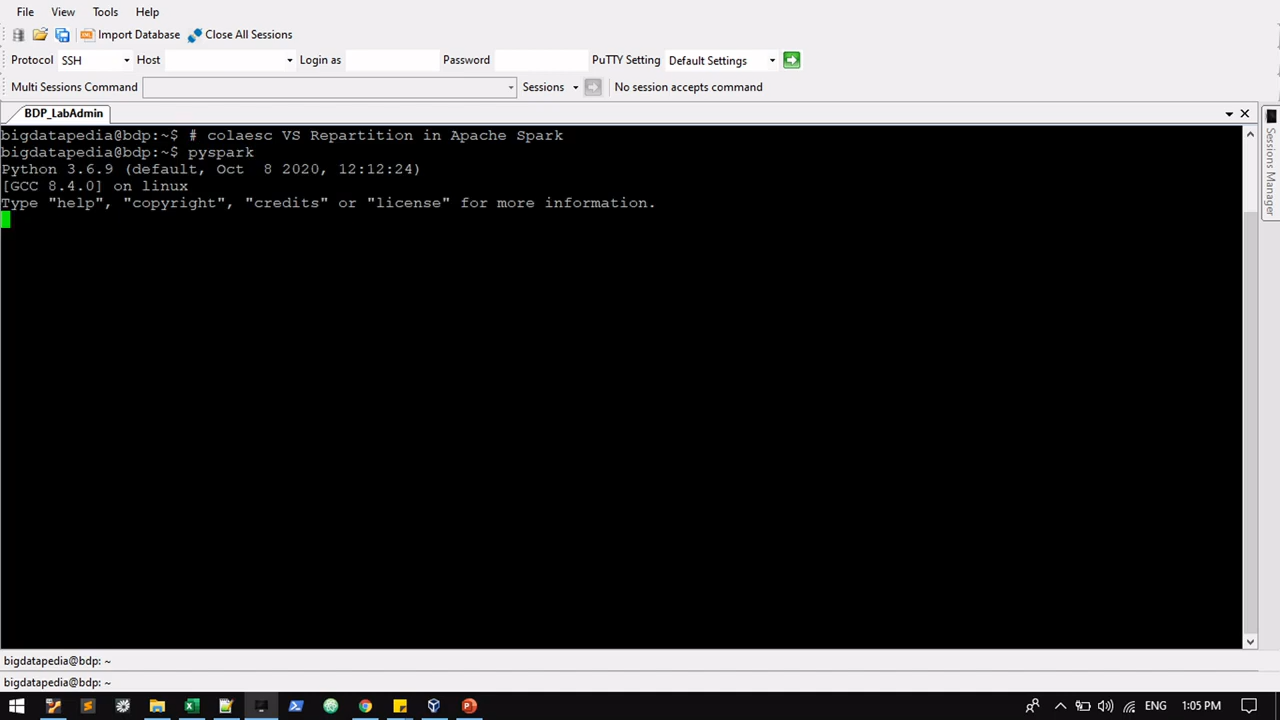 File View Tools Help
Import Database Close All Sessions
Protocol SSH Host Login as Password PuTTY Setting Default Settings
Multi Sessions Command Sessions No session accepts command
BDP_LabAdmin
bigdatapedia@bdp:~$ # colaesc VS Repartition in Apache Spark
bigdatapedia@bdp:~$ pyspark
Python 3.6.9 (default, Oct  8 2020, 12:12:24)
[GCC 8.4.0] on linux
Type "help", "copyright", "credits" or "license" for more information.
Sessions Manager
bigdatapedia@bdp: ~
bigdatapedia@bdp: ~
ENG 1:05 PM